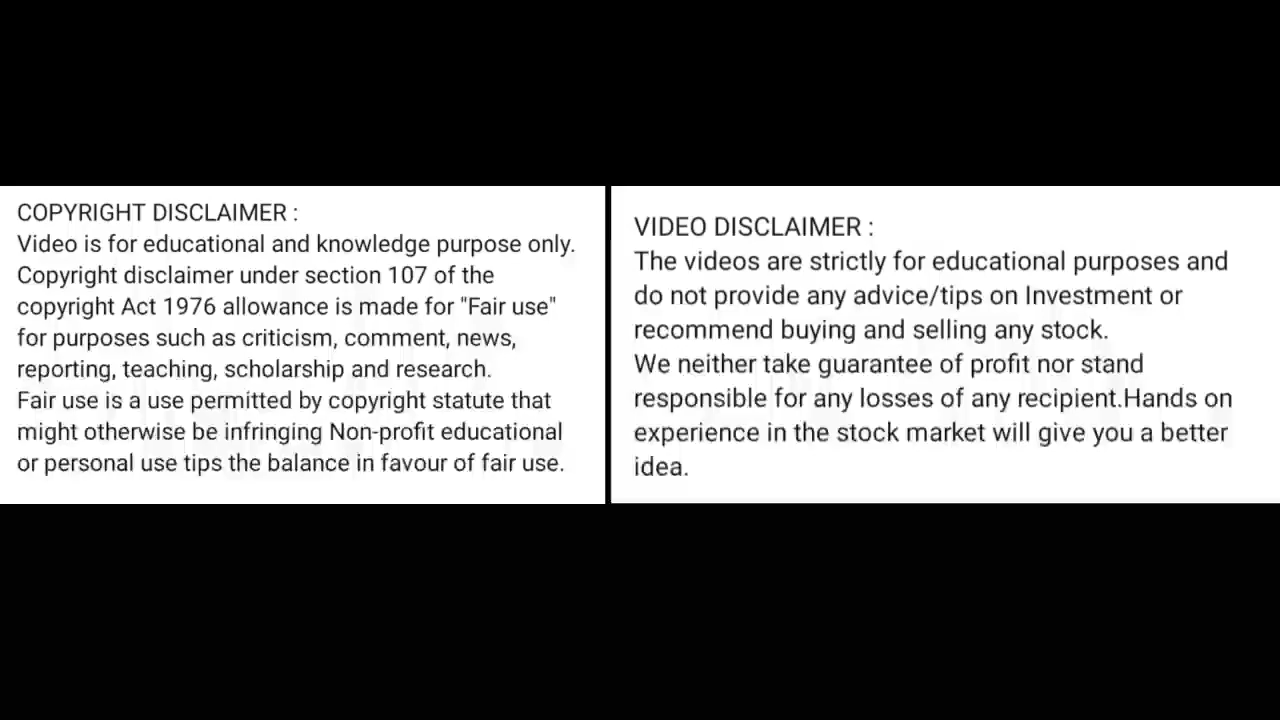 COPYRIGHT DISCLAIMER :
Video is for educational and knowledge purpose only.
Copyright disclaimer under section 107 of the
copyright Act 1976 allowance is made for "Fair use"
for purposes such as criticism, comment, news,
reporting, teaching, scholarship and research.
Fair use is a use permitted by copyright statute that
might otherwise be infringing Non-profit educational
or personal use tips the balance in favour of fair use.
VIDEO DISCLAIMER :
The videos are strictly for educational purposes and
do not provide any advice/tips on Investment or
recommend buying and selling any stock.
We neither take guarantee of profit nor stand
responsible for any losses of any recipient.Hands on
experience in the stock market will give you a better
idea.